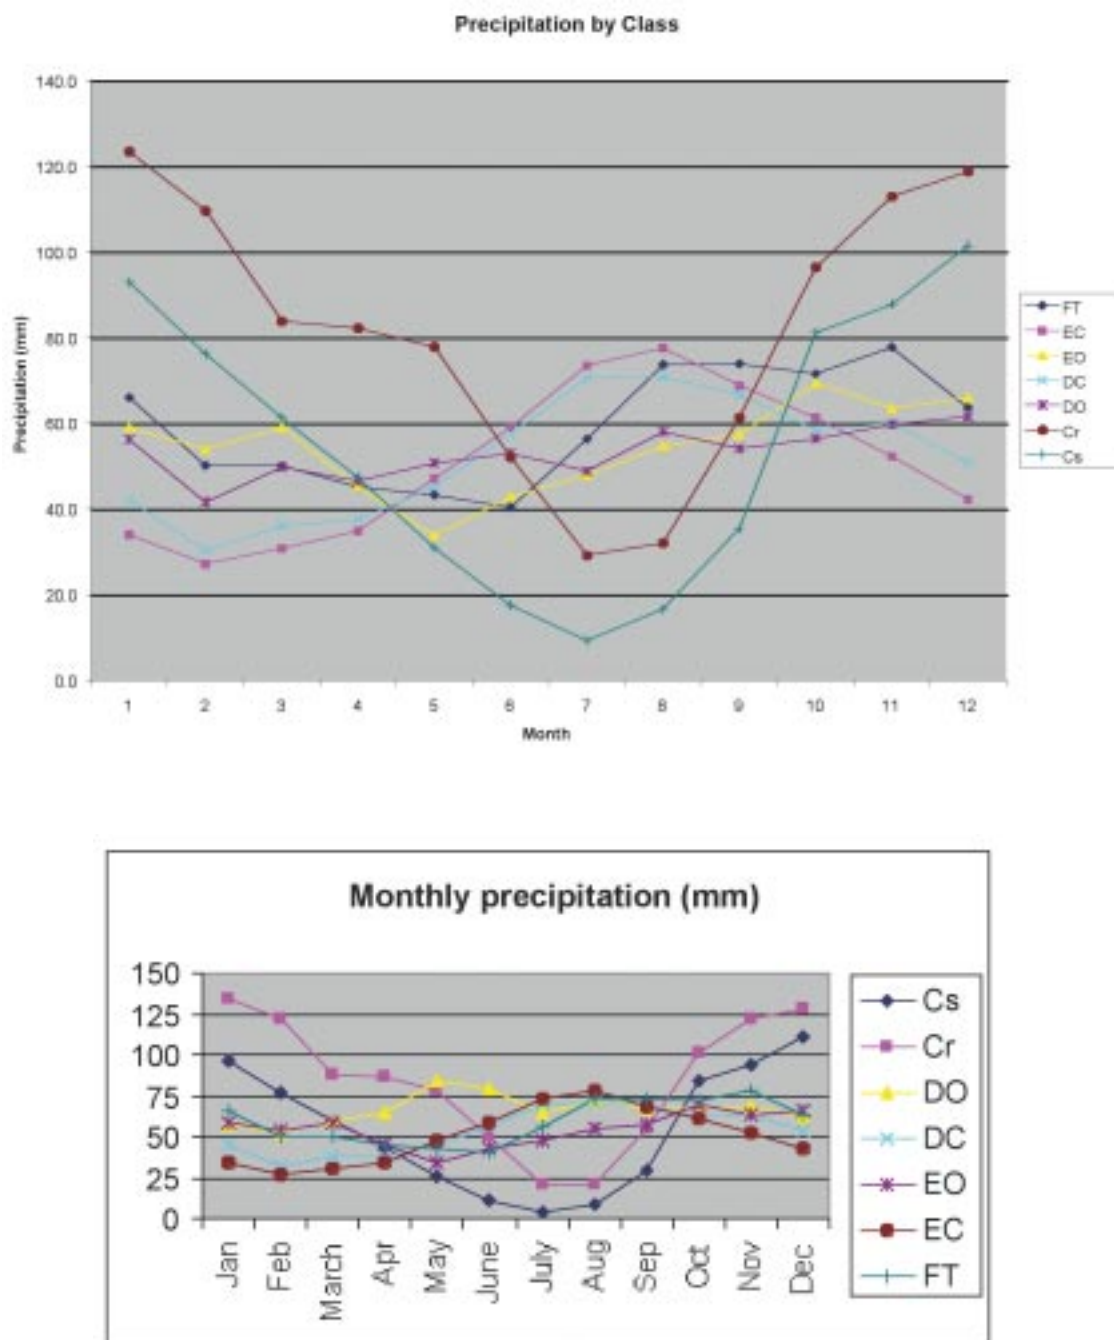 Precipitation by Class
140.0
120.0
100.0
80.0
60.0
40.0
20.0
0.0
Precipitation (mm)
1 2 3 4 5 6 7 8 9 10 11 12
Month
FT
EC
EO
DC
DO
Cr
Cs
Monthly precipitation (mm)
150
125
100
75
50
25
0
Jan Feb March Apr May June July Aug Sep Oct Nov Dec
Cs
Cr
DO
DC
EO
EC
FT